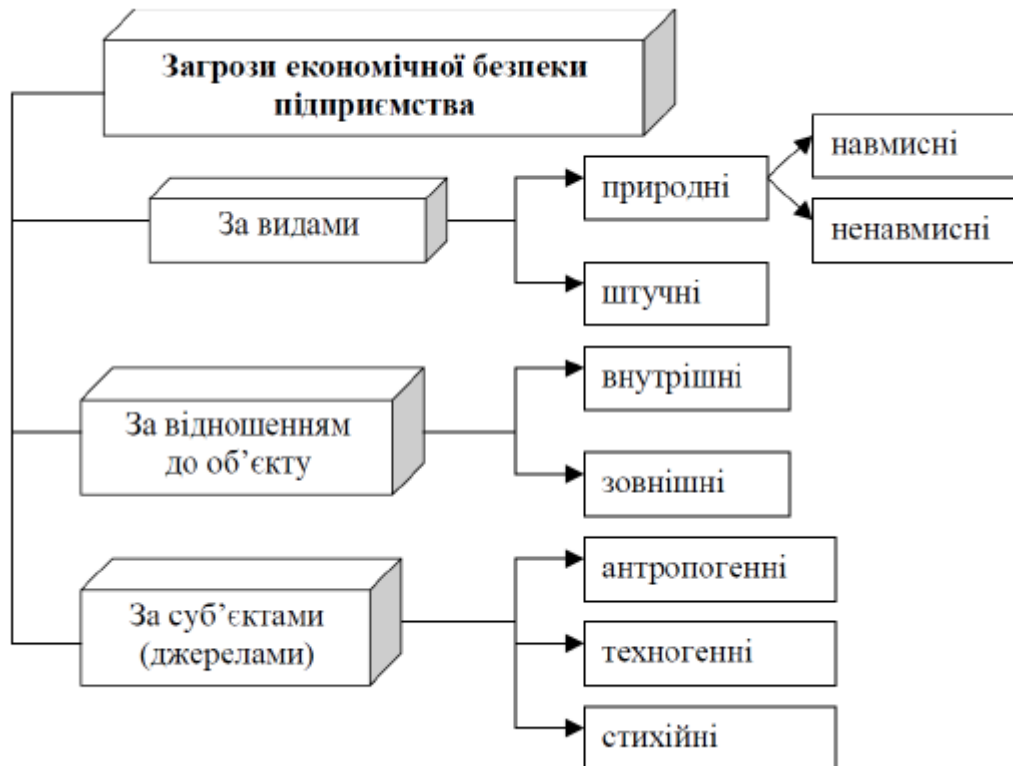 Загрози економічної безпеки
підприємства
За видами
природні
навмисні
ненавмисні
штучні
За відношенням
до об’єкту
внутрішні
зовнішні
За суб’єктами
(джерелами)
антропогенні
техногенні
стихійні